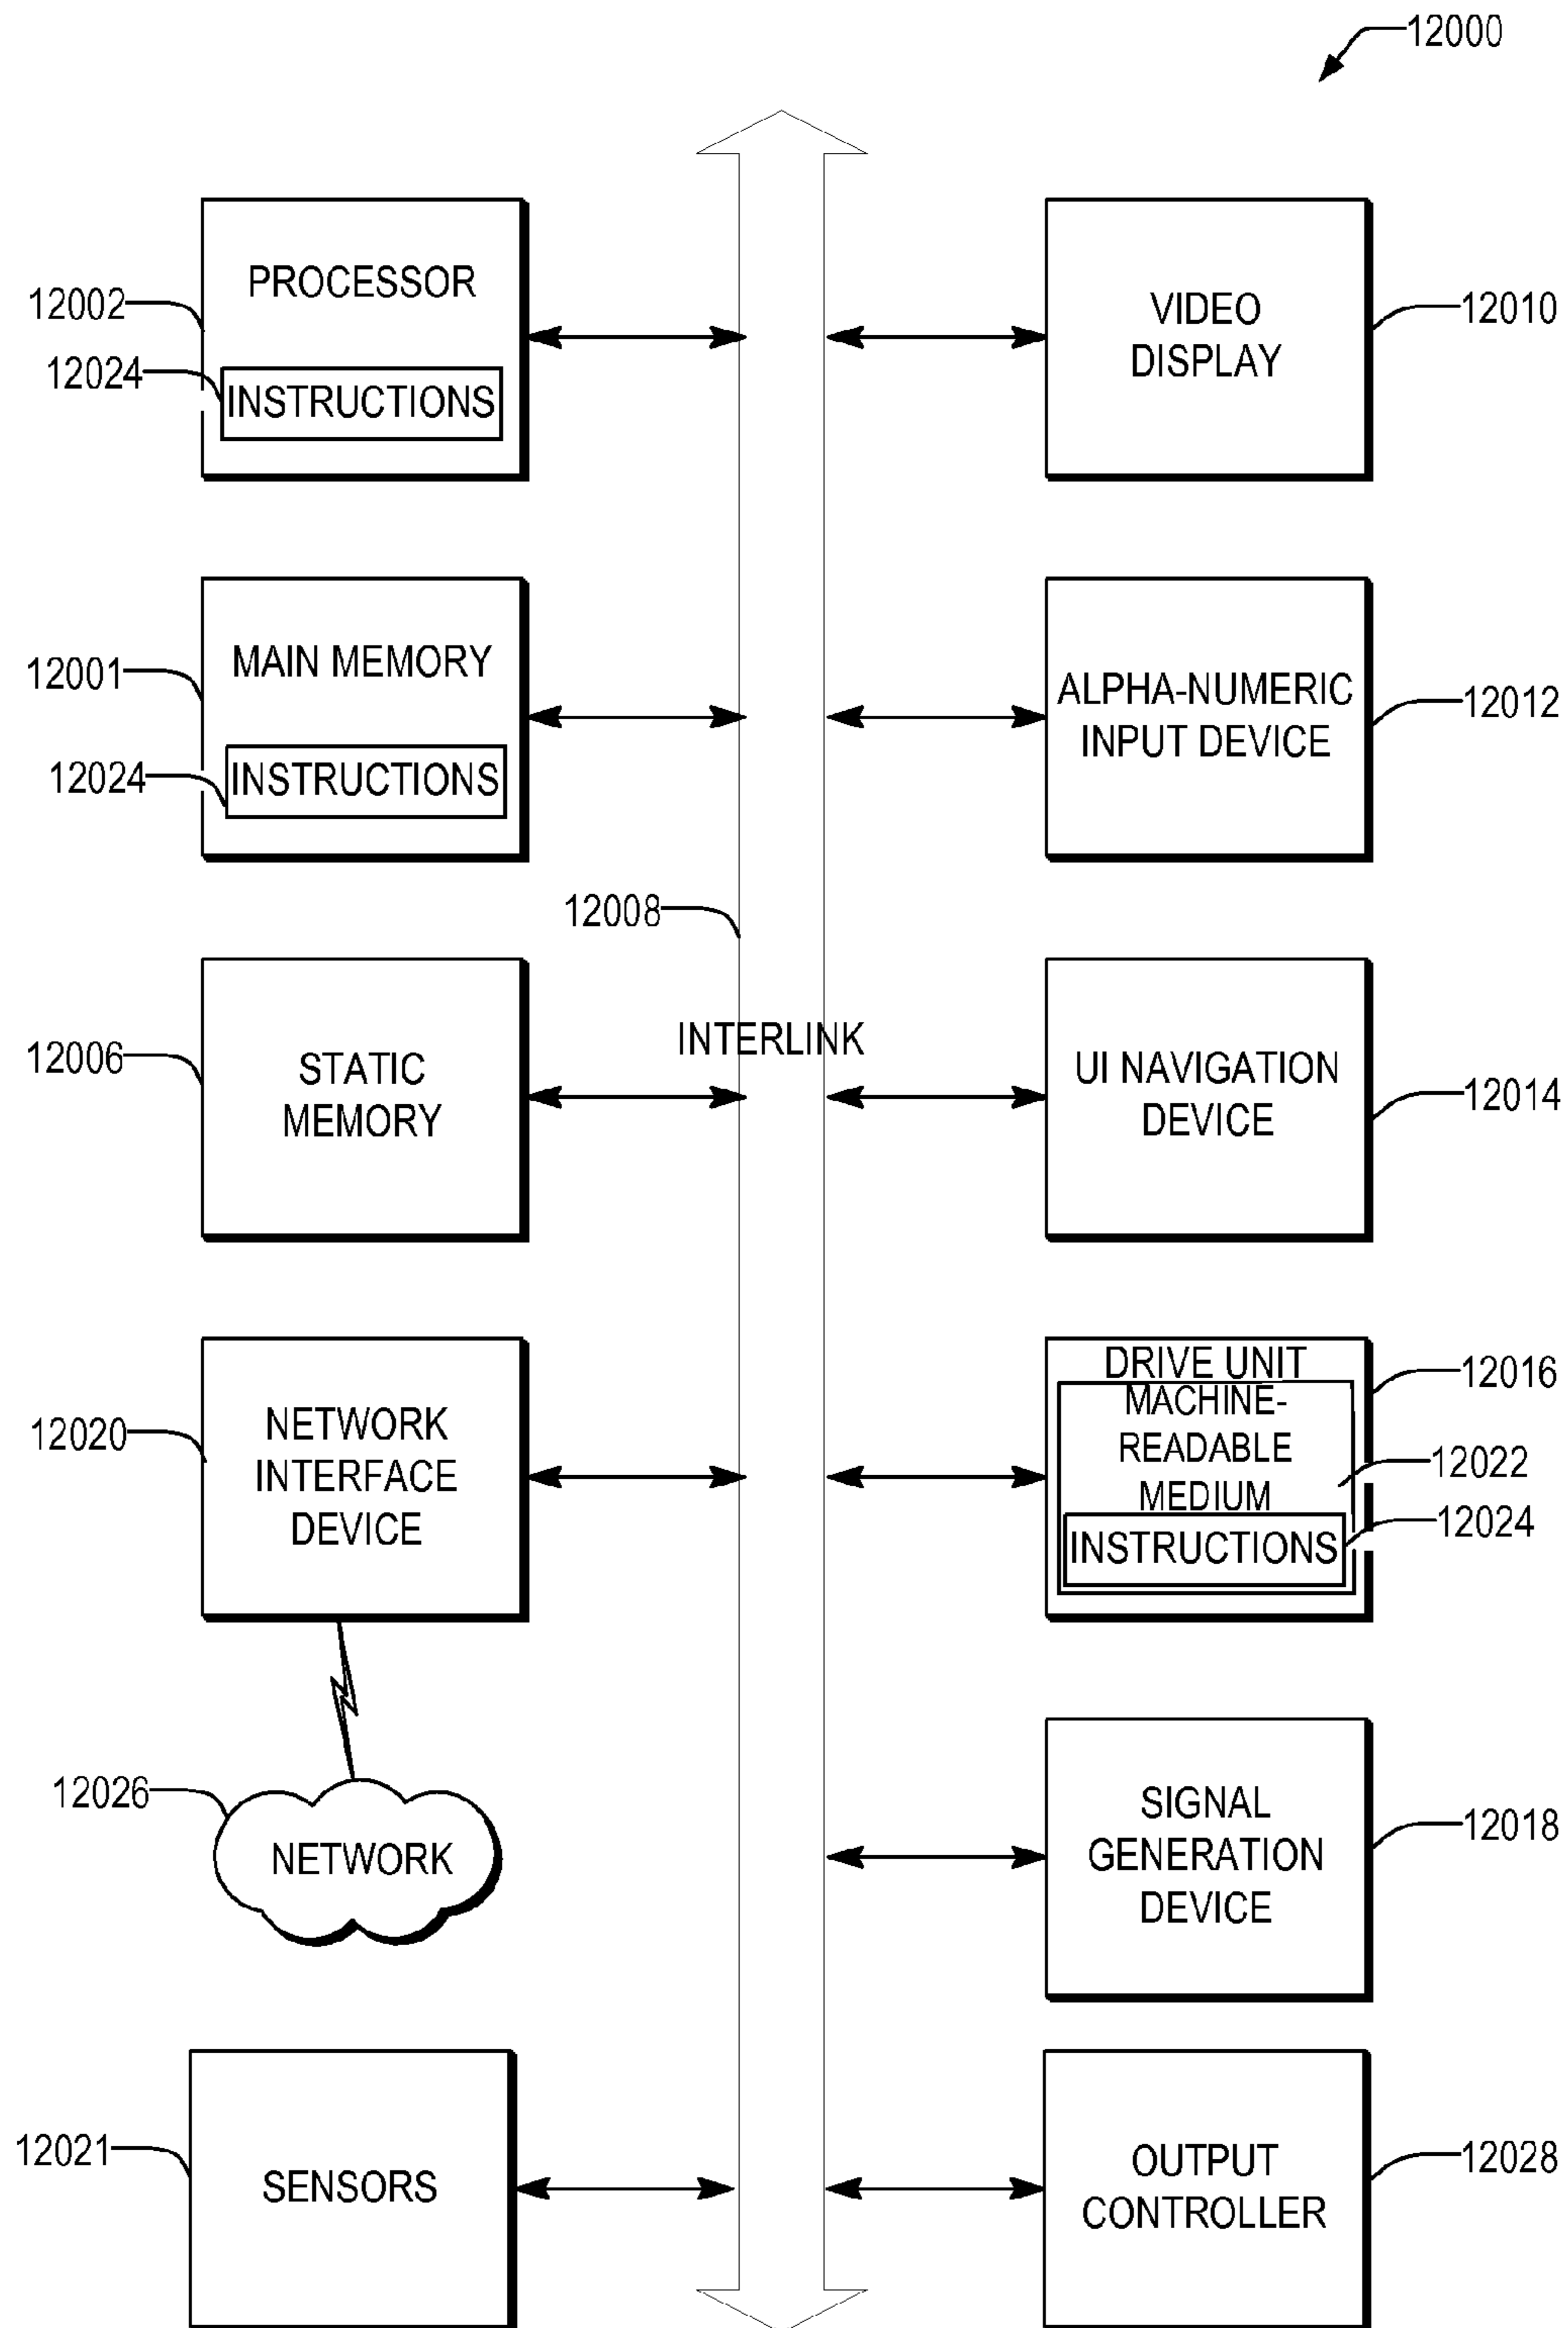 12000
PROCESSOR
12002
12024
INSTRUCTIONS
VIDEO
DISPLAY
12010
MAIN MEMORY
12001
12024
INSTRUCTIONS
ALPHA-NUMERIC
INPUT DEVICE
12012
12008
INTERLINK
STATIC
MEMORY
12006
UI NAVIGATION
DEVICE
12014
NETWORK
INTERFACE
DEVICE
12020
DRIVE UNIT
12016
MACHINE-
READABLE
MEDIUM
12022
INSTRUCTIONS
12024
12026
NETWORK
SIGNAL
GENERATION
DEVICE
12018
12021
SENSORS
OUTPUT
CONTROLLER
12028